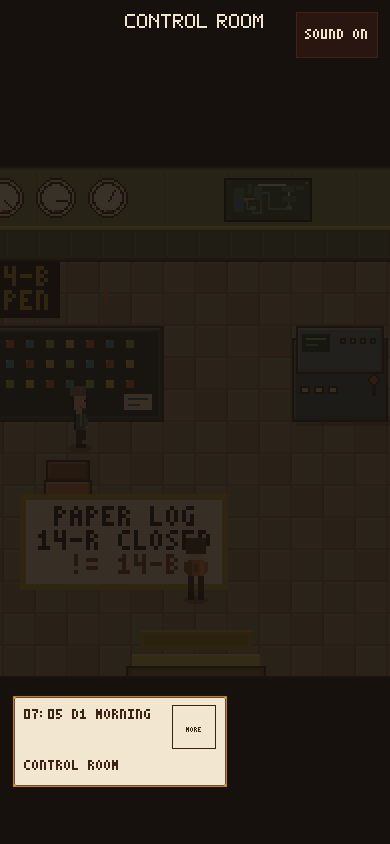 CONTROL ROOM
SOUND ON
4-B
PEN
PAPER LOG
14-R CLOSED
!= 14-B
07:05 D1 MORNING
MORE
CONTROL ROOM